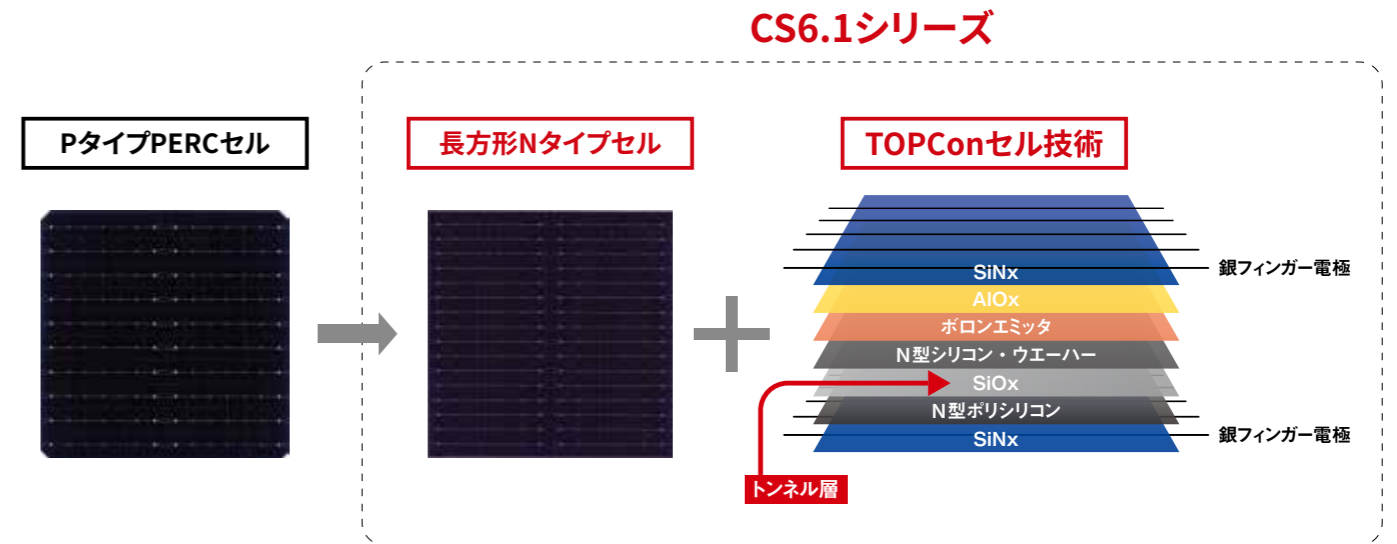 CS6.1シリーズ
PタイプPERCセル
長方形Nタイプセル
TOPConセル技術
SiNx
銀フィンガー電極
AlOx
ボロンエミッタ
N型シリコン・ウエーハー
SiOx
N型ポリシリコン
SiNx
銀フィンガー電極
トンネル層